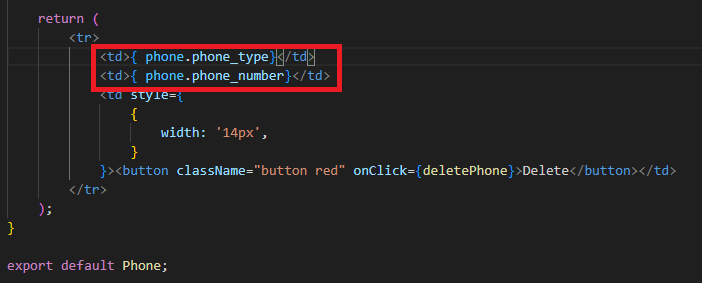 return (
<tr>
<td>{ phone.phone_type}</td>
<td>{ phone.phone_number}</td>
<td style={
{
width: '14px',
}
}><button className="button red" onClick={deletePhone}>Delete</button></td>
</tr>
);
}
export default Phone;